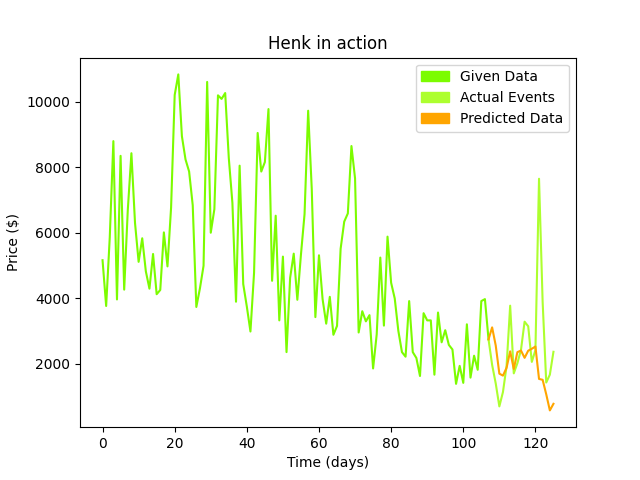 Henk in action
Given Data
Actual Events
Predicted Data
Price ($)
10000
8000
6000
4000
2000
0 20 40 60 80 100 120
Time (days)